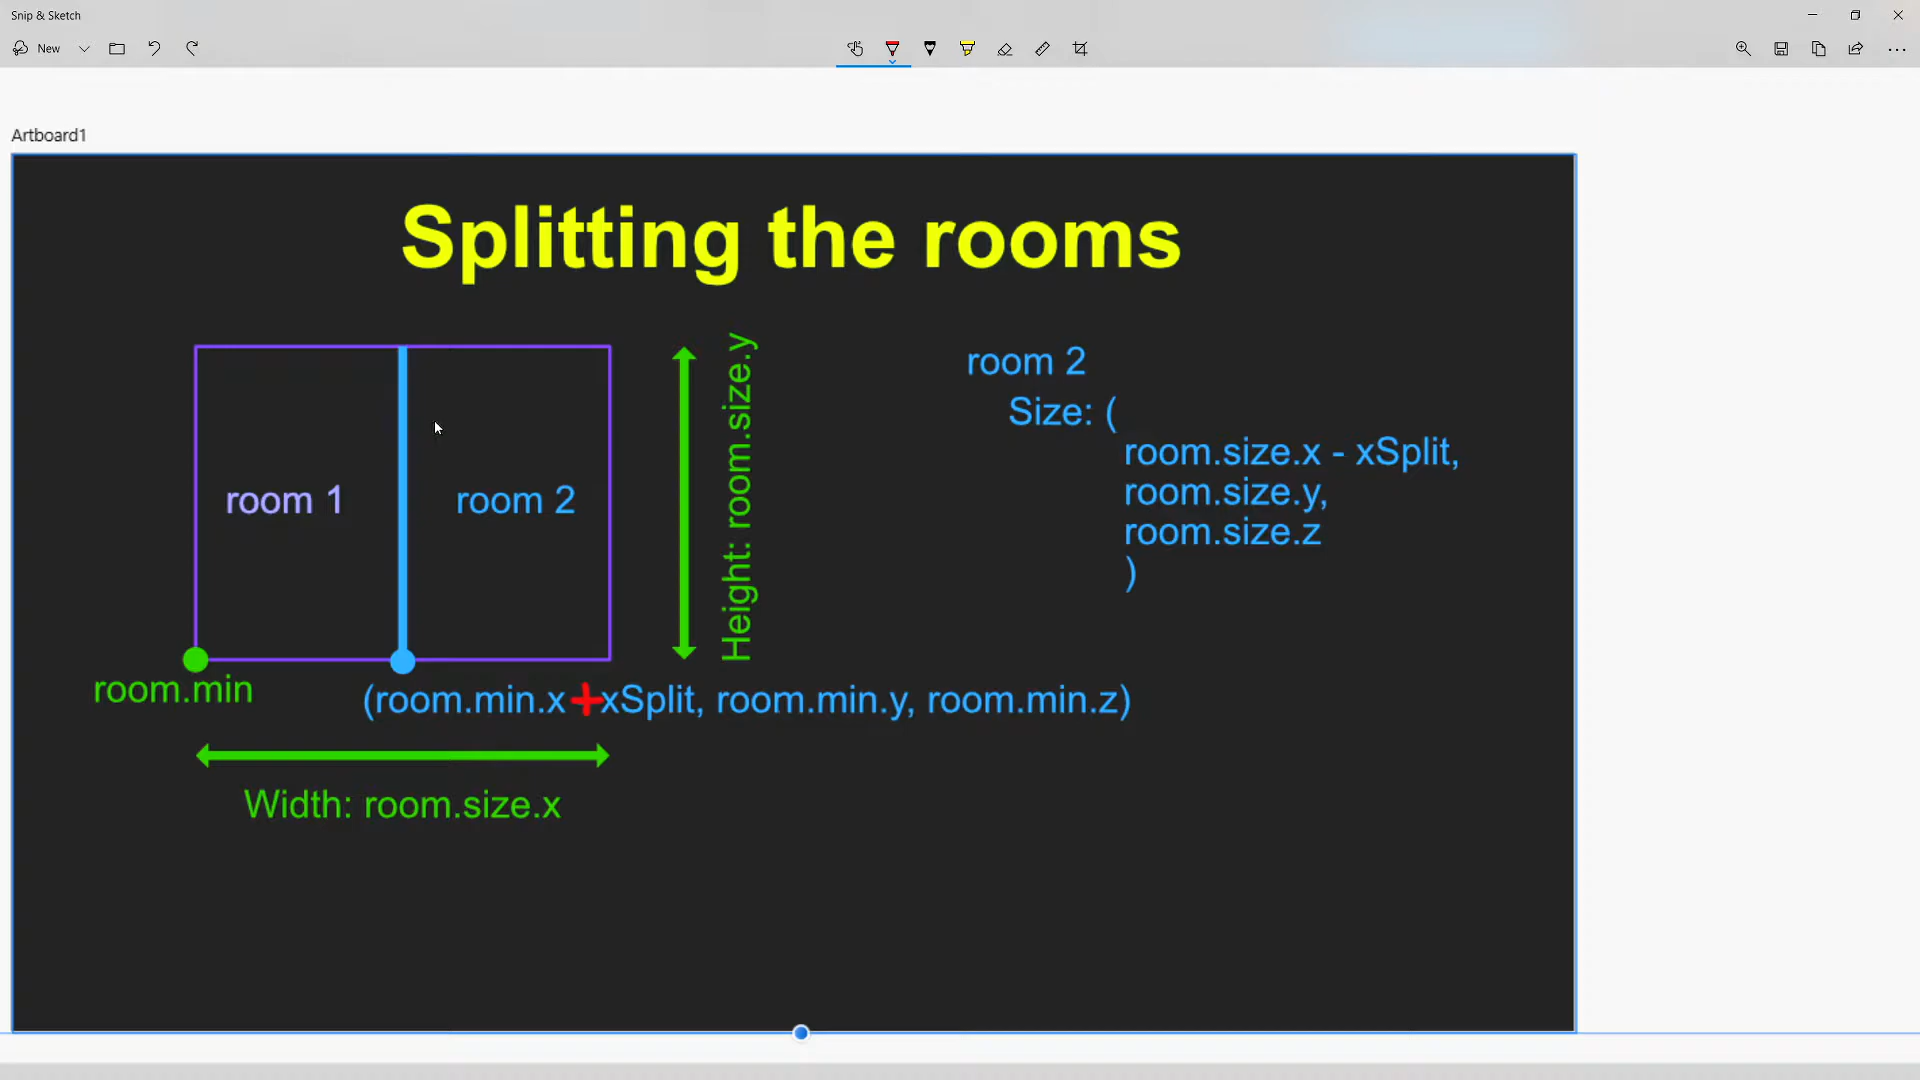 Snip & Sketch
New
Artboard1
Splitting the rooms
room 1
room 2
Height: room.size.y
room.min
(room.min.x +xSplit, room.min.y, room.min.z)
Width: room.size.x
room 2
Size: (
room.size.x - xSplit,
room.size.y,
room.size.z
)